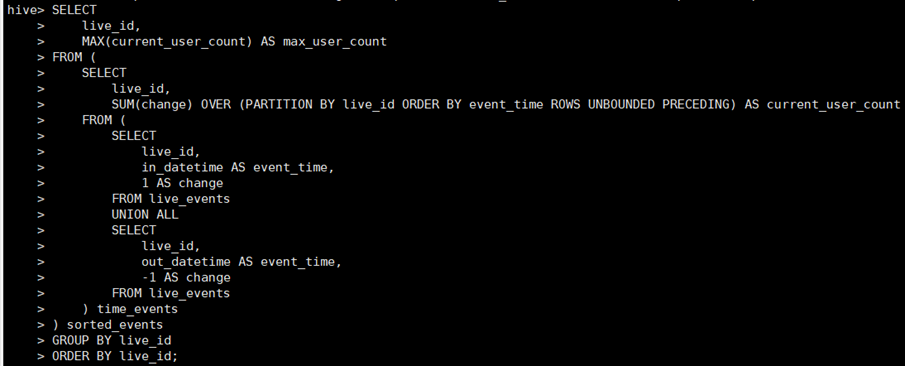 hive> SELECT
    >     live_id,
    >     MAX(current_user_count) AS max_user_count
    > FROM (
    >     SELECT
    >         live_id,
    >         SUM(change) OVER (PARTITION BY live_id ORDER BY event_time ROWS UNBOUNDED PRECEDING) AS current_user_count
    >     FROM (
    >         SELECT
    >             live_id,
    >             in_datetime AS event_time,
    >             1 AS change
    >         FROM live_events
    >         UNION ALL
    >         SELECT
    >             live_id,
    >             out_datetime AS event_time,
    >             -1 AS change
    >         FROM live_events
    >     ) time_events
    > ) sorted_events
    > GROUP BY live_id
    > ORDER BY live_id;